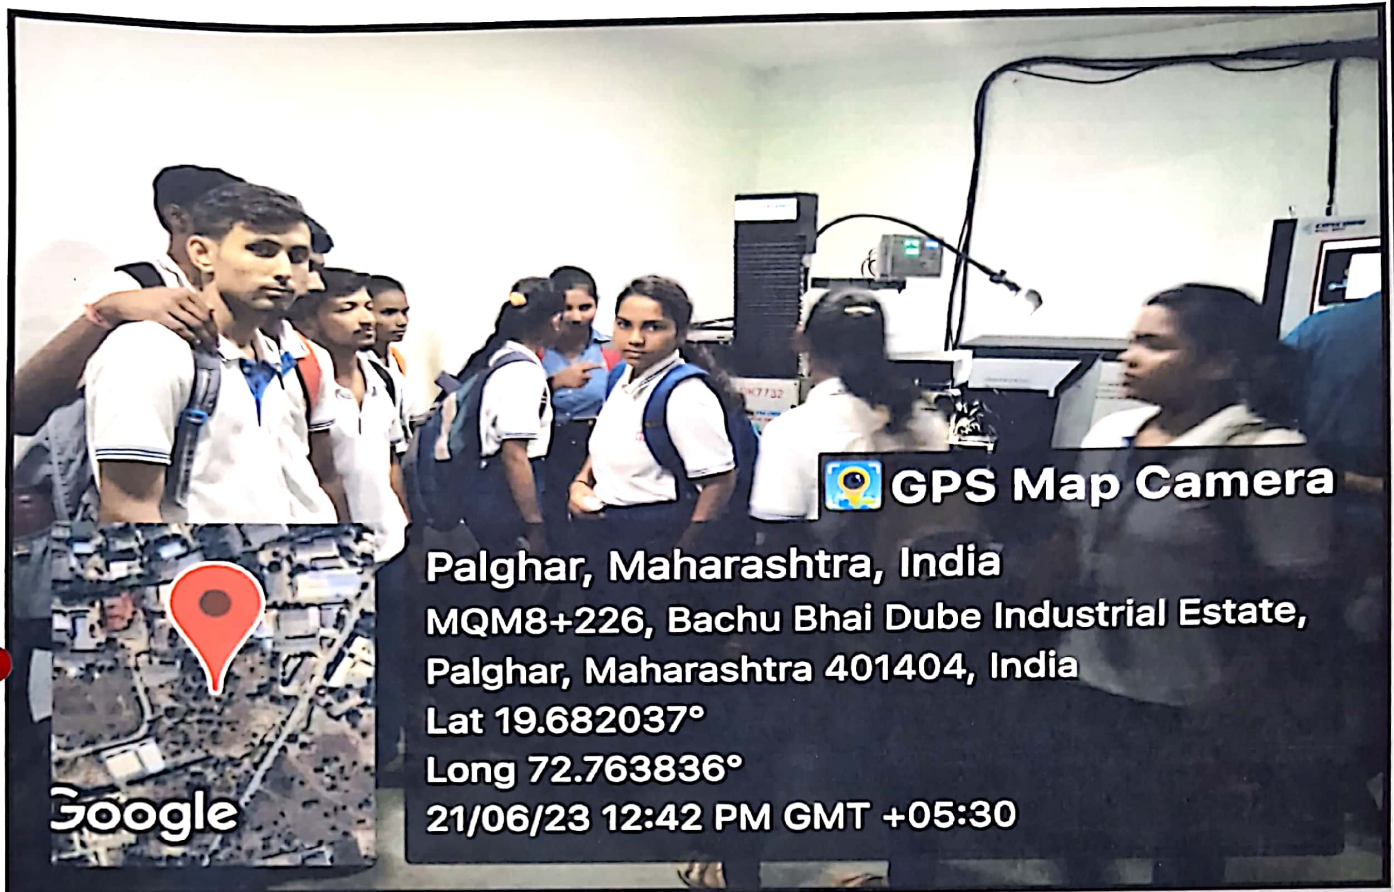 DK7732
GPS Map Camera
Palghar, Maharashtra, India
MQM8+226, Bachu Bhai Dube Industrial Estate,
Palghar, Maharashtra 401404, India
Lat 19.682037°
Long 72.763836°
21/06/23 12:42 PM GMT +05:30
Google